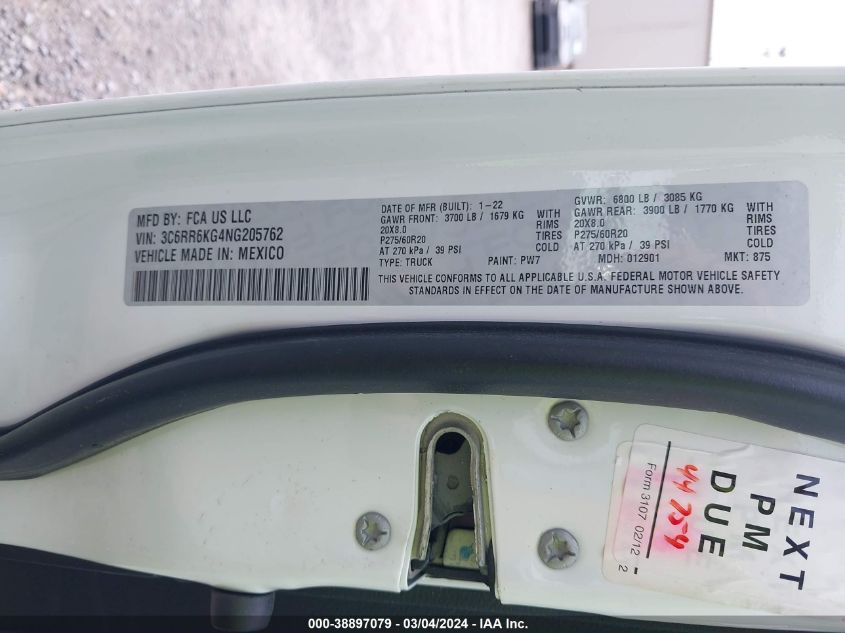 MFD BY: FCA US LLC
VIN: 3C6RR6KG4NG205762
VEHICLE MADE IN: MEXICO
DATE OF MFR (BUILT): 1-22
GAWR FRONT: 3700 LB / 1679 KG WITH
20X8.0 RIMS
P275/60R20 TIRES
AT 270 kPa / 39 PSI COLD
TYPE: TRUCK PAINT: PW7
GVWR: 6800 LB / 3085 KG
GAWR REAR: 3900 LB / 1770 KG WITH
20X8.0 RIMS
P275/60R20 TIRES
AT 270 kPa / 39 PSI COLD
MDH: 012901 MKT: 875
THIS VEHICLE CONFORMS TO ALL APPLICABLE U.S.A. FEDERAL MOTOR VEHICLE SAFETY
STANDARDS IN EFFECT ON THE DATE OF MANUFACTURE SHOWN ABOVE.
NEXT
PM
DUE
44754
Form 3107 02/12 - 2
000-38897079 - 03/04/2024 - IAA Inc.